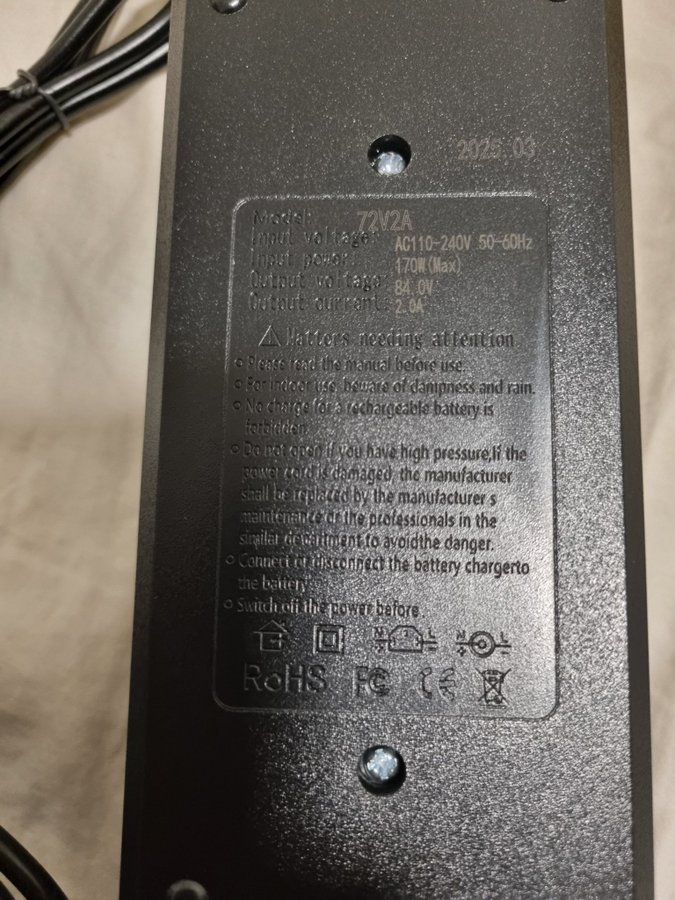 2025 03
Model: 72V2A
Input voltage: AC110-240V 50-60Hz
Input power: 170W(Max)
Output voltage: 84.0V
Output current: 2.0A
Matters needing attention
Please read the manual before use.
For indoor use, beware of dampness and rain.
No charge for a rechargeable battery is
forbidden
Do not open if you have high pressure,If the
power cord is damaged, the manufacturer
shall be replaced by the manufacturer s
maintenance or the professionals in the
similar department to avoidthe danger.
Connect or disconnect the battery chargerto
the battery
Switch off the power before
N L N L
RoHS FC CE